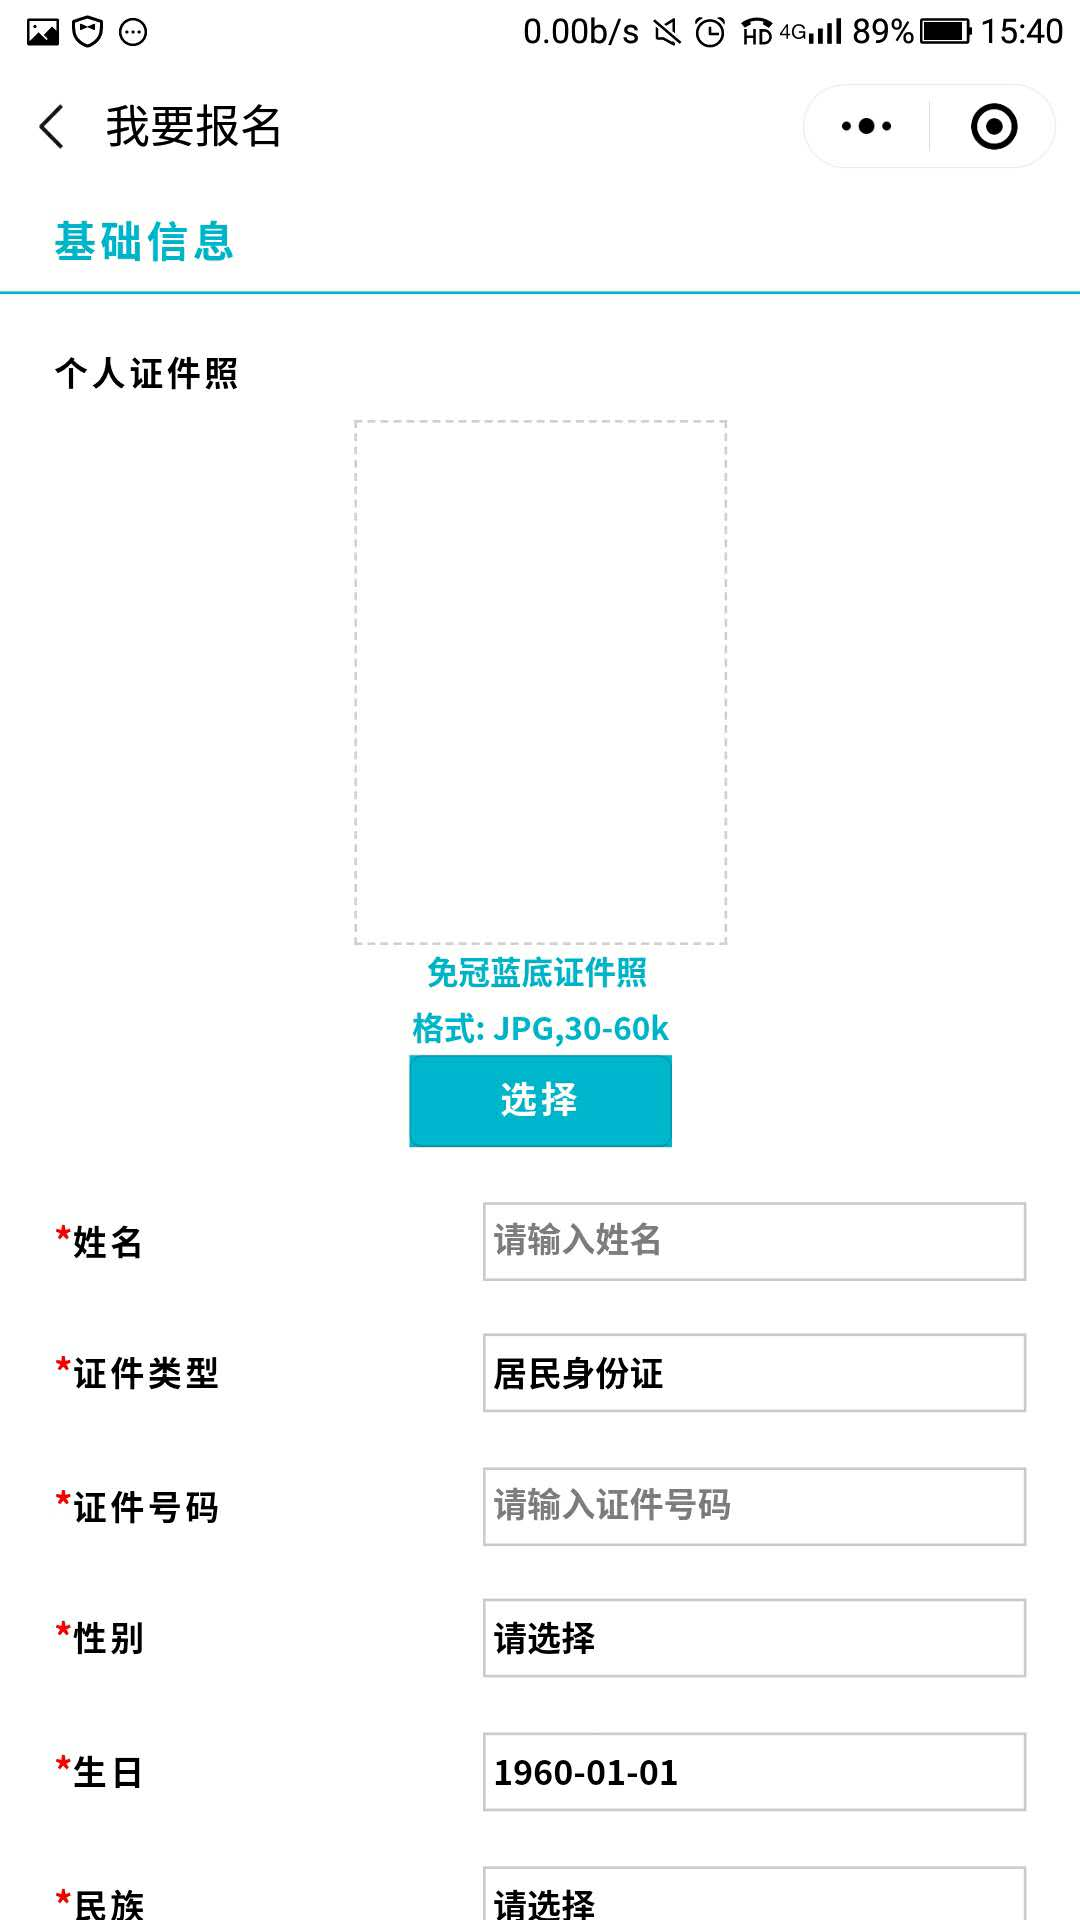 0.00b/s HD 4G 89% 15:40
我要报名
基础信息
个人证件照
免冠蓝底证件照
格式: JPG,30-60k
选择
*姓名 请输入姓名
*证件类型 居民身份证
*证件号码 请输入证件号码
*性别 请选择
*生日 1960-01-01
*民族 请选择